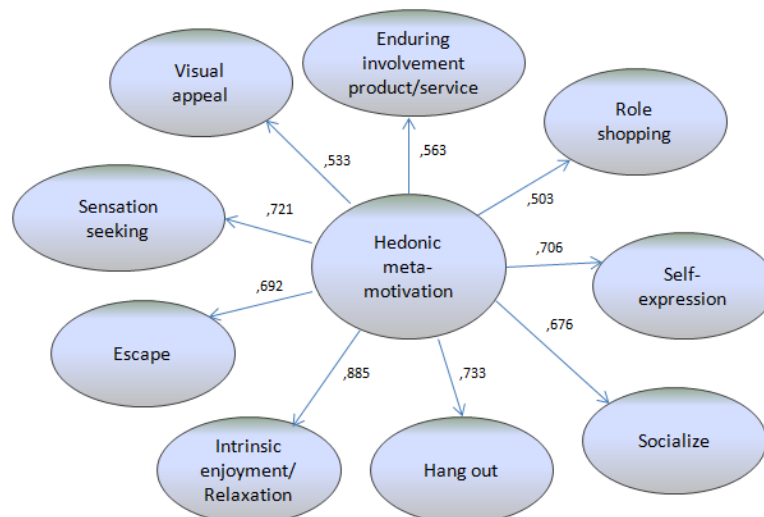 Enduring
involvement
product/service
Visual
appeal
Role
shopping
,533
,563
,503
Sensation
seeking
,721
Hedonic
meta-
motivation
,706
Self-
expression
,692
,676
Escape
,885
,733
Intrinsic
enjoyment/
Relaxation
Hang out
Socialize